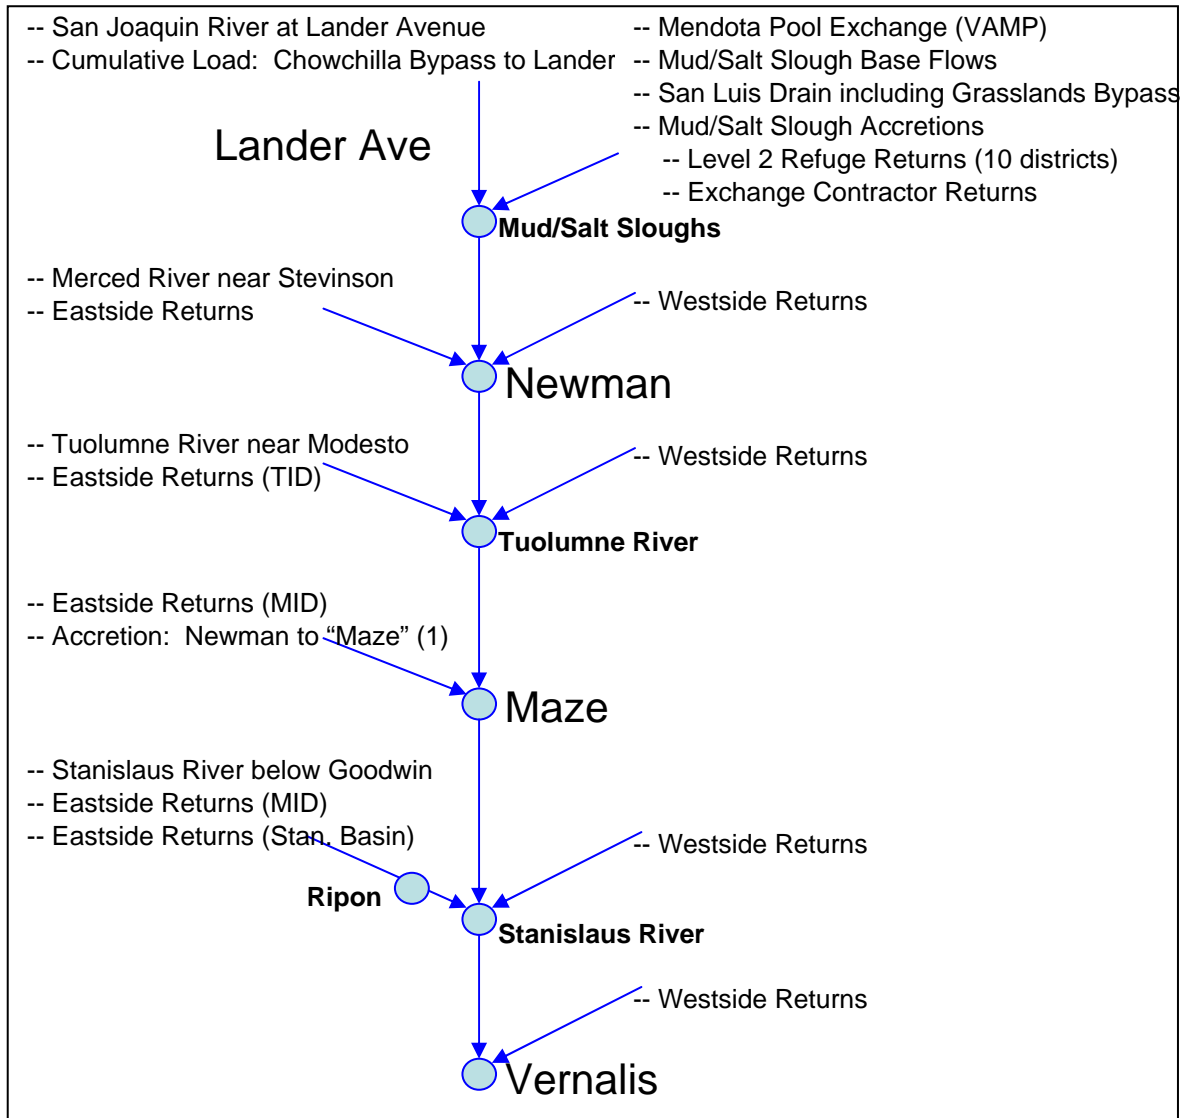 -- San Joaquin River at Lander Avenue
-- Cumulative Load:  Chowchilla Bypass to Lander
-- Mendota Pool Exchange (VAMP)
-- Mud/Salt Slough Base Flows
-- San Luis Drain including Grasslands Bypass
-- Mud/Salt Slough Accretions
-- Level 2 Refuge Returns (10 districts)
-- Exchange Contractor Returns
Lander Ave
Mud/Salt Sloughs
-- Merced River near Stevinson
-- Eastside Returns
-- Westside Returns
Newman
-- Tuolumne River near Modesto
-- Eastside Returns (TID)
-- Westside Returns
Tuolumne River
-- Eastside Returns (MID)
-- Accretion:  Newman to “Maze” (1)
Maze
-- Stanislaus River below Goodwin
-- Eastside Returns (MID)
-- Eastside Returns (Stan. Basin)
-- Westside Returns
Ripon
Stanislaus River
-- Westside Returns
Vernalis